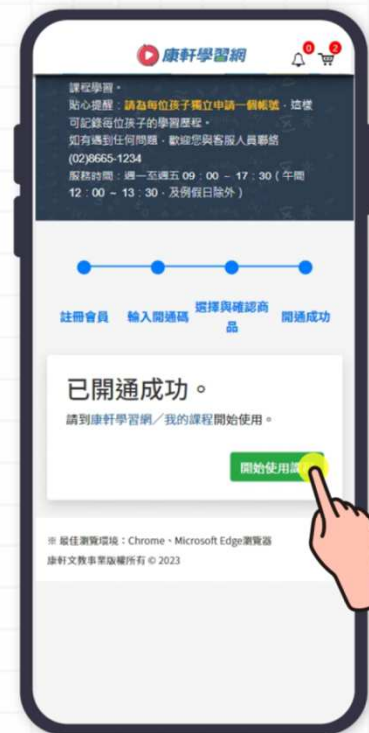 康軒學習網
0
2
課程學習。
貼心提醒：請為每位孩子獨立申請一個帳號，這樣
可記錄每位孩子的學習歷程。
如有遇到任何問題，歡迎您與客服人員聯絡
(02)8665-1234
服務時間：週一至週五 09：00 – 17：30（午間
12：00 ~ 13：30，及例假日除外）
註冊會員
輸入開通碼
選擇與確認商
品
開通成功
已開通成功。
請到康軒學習網／我的課程開始使用。
開始使用課
※ 最佳瀏覽環境：Chrome、Microsoft Edge瀏覽器
康軒文教事業版權所有 © 2023